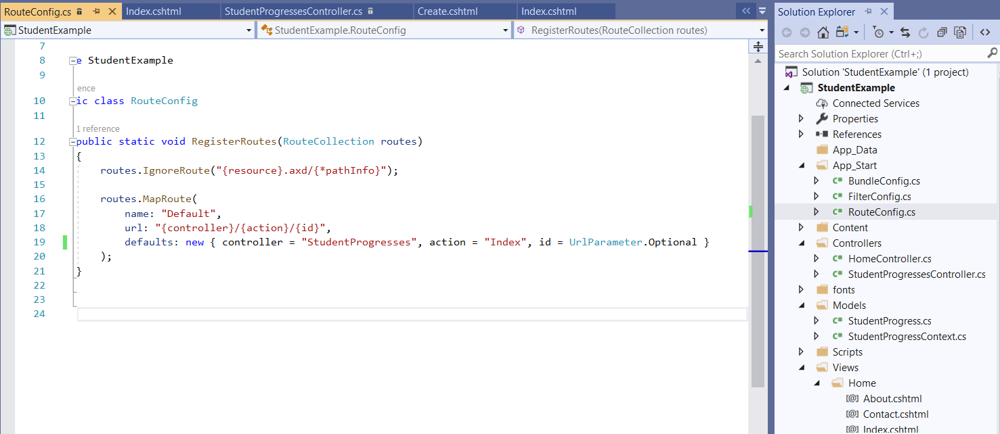 RouteConfig.cs
Index.cshtml
StudentProgressesController.cs
Create.cshtml
Index.cshtml
StudentExample
StudentExample.RouteConfig
RegisterRoutes(RouteCollection routes)
7
8 e StudentExample
9
ence
10 ic class RouteConfig
11
1 reference
12 public static void RegisterRoutes(RouteCollection routes)
13 {
14 routes.IgnoreRoute("{resource}.axd/{*pathInfo}");
15
16 routes.MapRoute(
17 name: "Default",
18 url: "{controller}/{action}/{id}",
19 defaults: new { controller = "StudentProgresses", action = "Index", id = UrlParameter.Optional }
20 );
21 }
22
23
24
Solution Explorer
Search Solution Explorer (Ctrl+;)
Solution 'StudentExample' (1 project)
StudentExample
Connected Services
Properties
References
App_Data
App_Start
C# BundleConfig.cs
C# FilterConfig.cs
C# RouteConfig.cs
Content
Controllers
C# HomeController.cs
C# StudentProgressesController.cs
fonts
Models
C# StudentProgress.cs
C# StudentProgressContext.cs
Scripts
Views
Home
[@] About.cshtml
[@] Contact.cshtml
[@] Index.cshtml